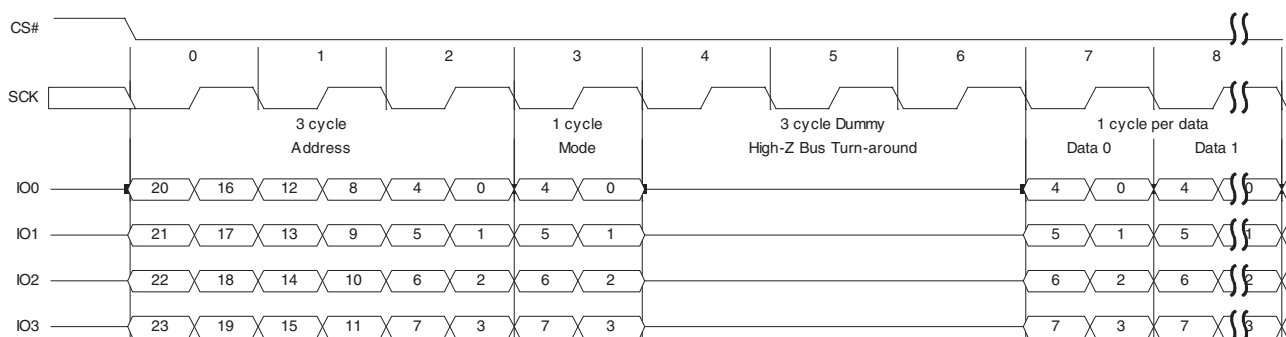 CS#
0 1 2 3 4 5 6 7 8
SCK
3 cycle 1 cycle 3 cycle Dummy 1 cycle per data
Address Mode High-Z Bus Turn-around Data 0 Data 1
IO0 20 16 12 8 4 0 4 0 4 0 4 0
IO1 21 17 13 9 5 1 5 1 5 1 5 1
IO2 22 18 14 10 6 2 6 2 6 2 6 2
IO3 23 19 15 11 7 3 7 3 7 3 7 3